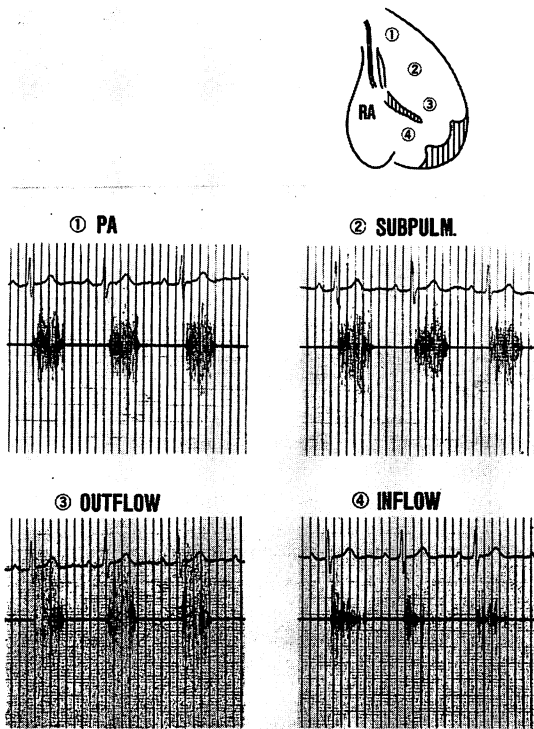 ①
②
③
RA
④
① PA
② SUBPULM.
③ OUTFLOW
④ INFLOW